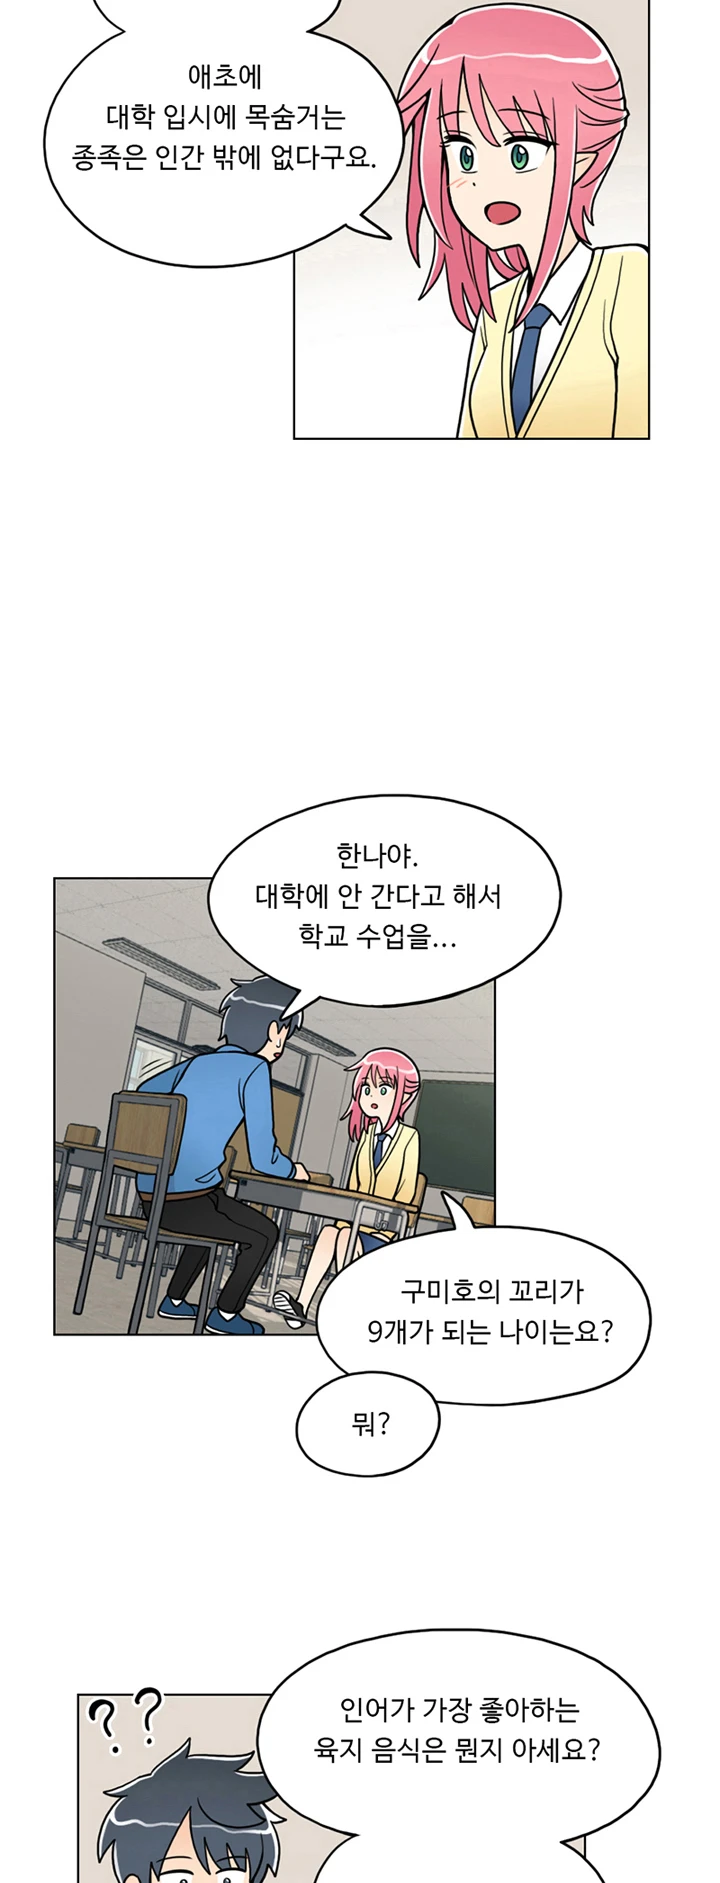 애초에
대학 입시에 목숨거는
종족은 인간 밖에 없다구요.
한나야.
대학에 안 간다고 해서
학교 수업을...
구미호의 꼬리가
9개가 되는 나이는요?
뭐?
? ?
인어가 가장 좋아하는
육지 음식은 뭔지 아세요?